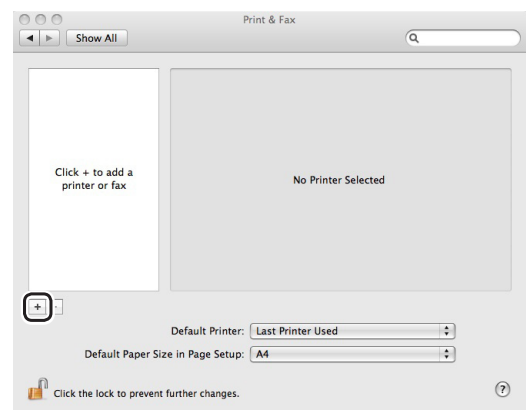 Print & Fax
Show All
Click + to add a
printer or fax
No Printer Selected
+ -
Default Printer: Last Printer Used
Default Paper Size in Page Setup: A4
Click the lock to prevent further changes.
?